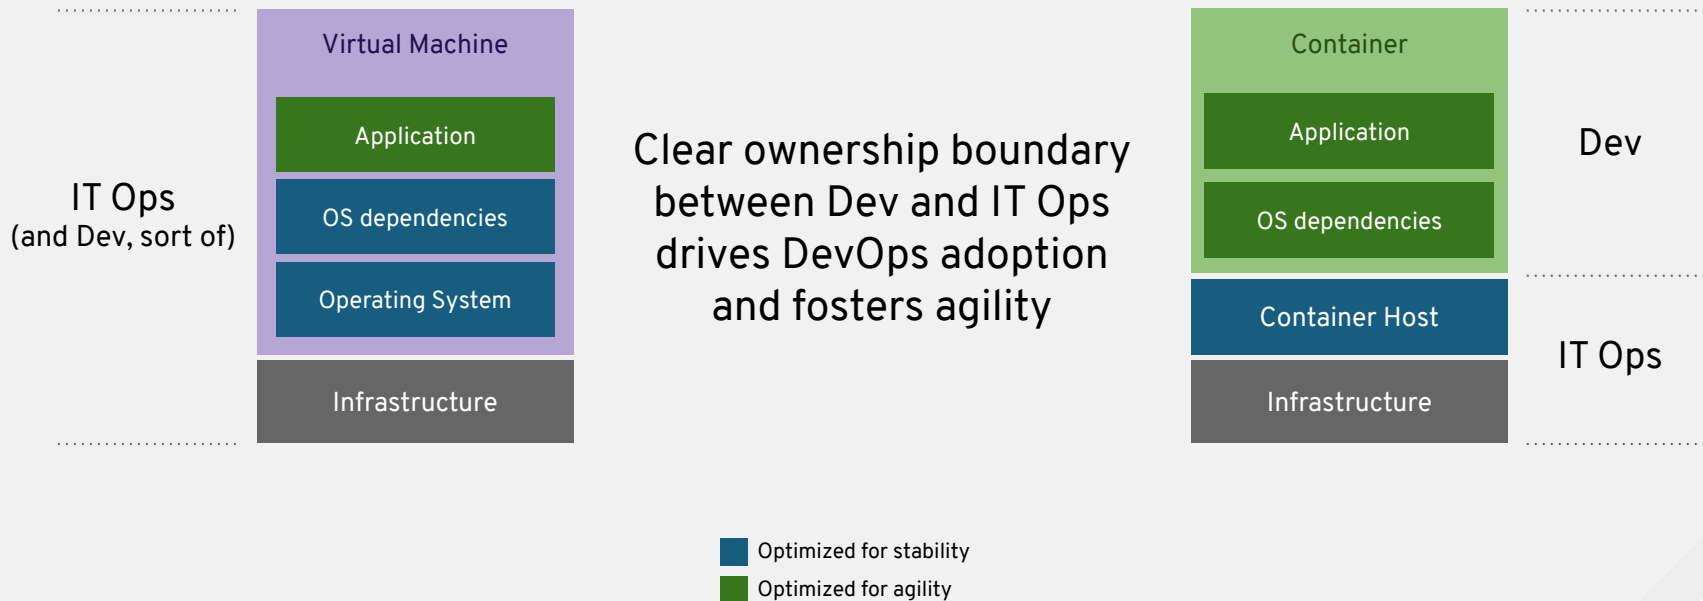 IT Ops
(and Dev, sort of)
Virtual Machine
Application
OS dependencies
Operating System
Infrastructure
Clear ownership boundary
between Dev and IT Ops
drives DevOps adoption
and fosters agility
Container
Application
OS dependencies
Container Host
Infrastructure
Dev
IT Ops
Optimized for stability
Optimized for agility